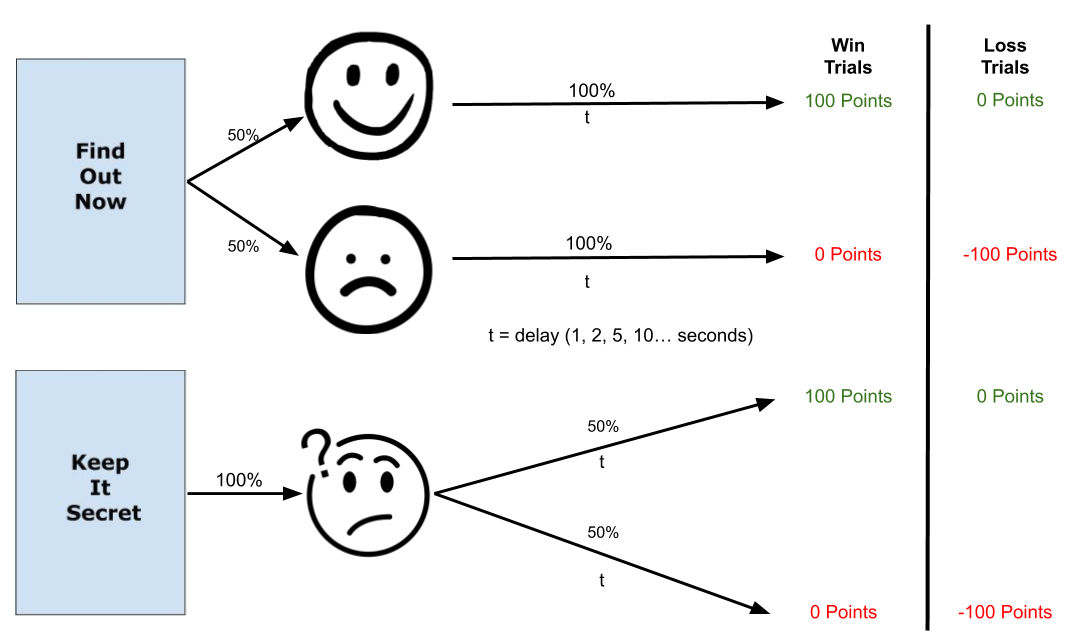 Win
Trials
Loss
Trials
Find
Out
Now
50%
100%
t
100 Points
0 Points
50%
100%
t
0 Points
-100 Points
t = delay (1, 2, 5, 10… seconds)
Keep
It
Secret
100%
?
50%
t
100 Points
0 Points
50%
t
0 Points
-100 Points